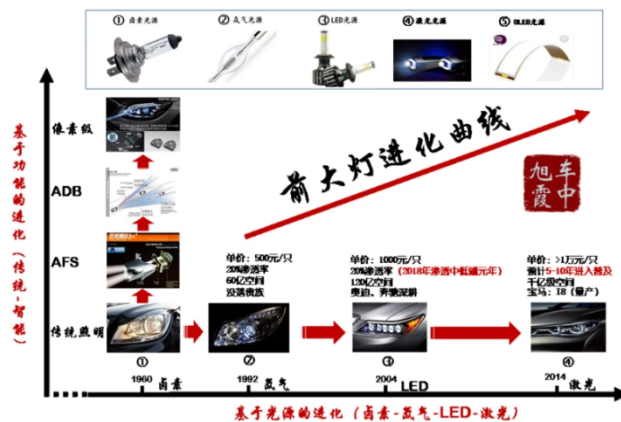 ① 卤素光源
② 氙气光源
③ LED光源
④ 激光光源
⑤ OLED光源
基于功能的进化（传统-智能）
像素级
ADB
AFS
传统照明
前大灯进化曲线
车中旭霞
单价：500元/只
20%渗透率
60亿空间
没落贵族
单价：1000元/只
20%渗透率（2018年渗透中低端元年）
120亿空间
奥迪、奔驰深耕
单价：>1万元/只
预计5-10年进入普及
千亿级空间
宝马：I8（量产）
①
②
③
④
1960 卤素
1992 氙气
2004 LED
2014 激光
基于光源的进化（卤素-氙气-LED-激光）